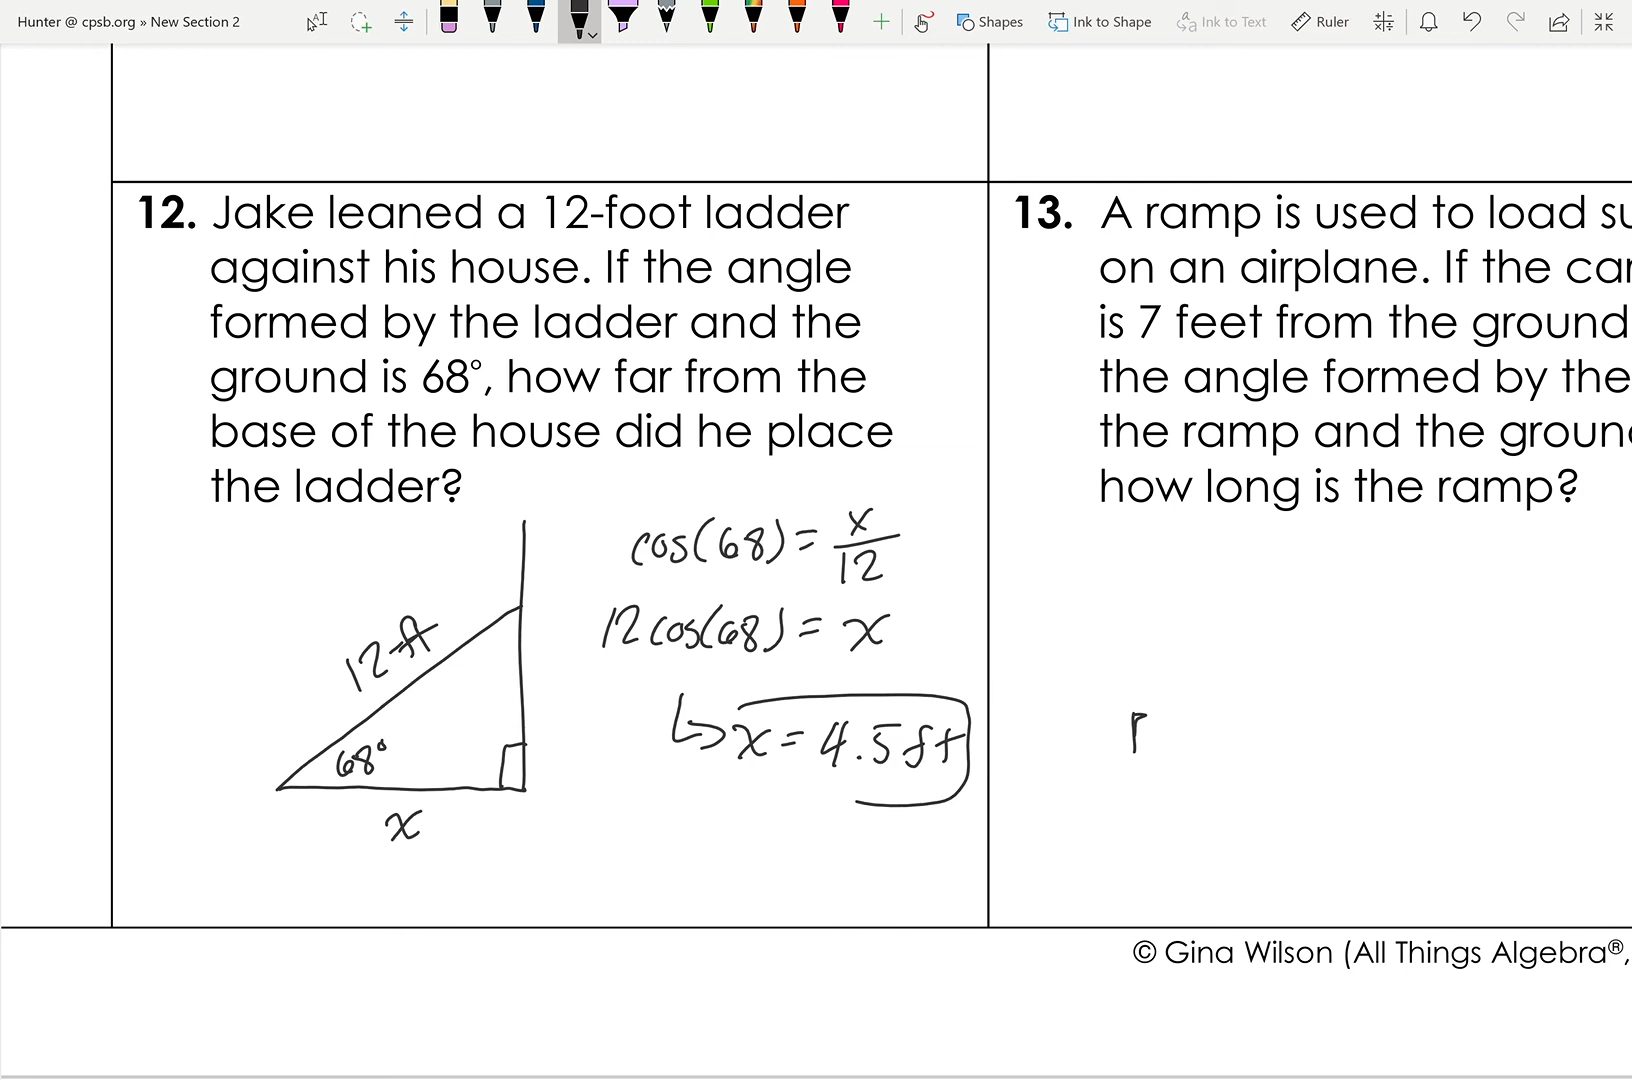 Hunter @ cpsb.org » New Section 2
Shapes
Ink to Shape
Ink to Text
Ruler
12. Jake leaned a 12-foot ladder
against his house. If the angle
formed by the ladder and the
ground is 68°, how far from the
base of the house did he place
the ladder?
12 ft
68°
x
cos(68) = x/12
12 cos(68) = x
↳ x = 4.5 ft
13. A ramp is used to load su
on an airplane. If the car
is 7 feet from the ground
the angle formed by the
the ramp and the groun
how long is the ramp?
© Gina Wilson (All Things Algebra®,